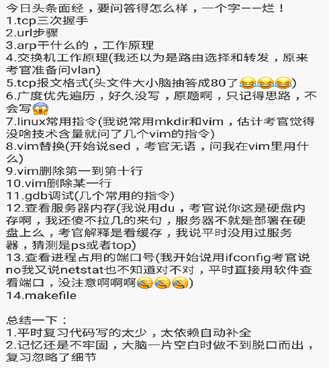 今日头条面经，要问答得怎么样，一个字——烂！
1.tcp三次握手
2.url步骤
3.arp干什么的，工作原理
4.交换机工作原理(我还以为是路由选择和转发，原来
考官准备问vlan)
5.tcp报文格式(头文件大小脑抽答成80了😂😂😂)
6.广度优先遍历，好久没写，原题啊，只记得思路，不
会写😱
7.linux常用指令(我说常用mkdir和vim，估计考官觉得
没啥技术含量就问了几个vim的指令)
8.vim替换(开始说sed，考官无语，问我在vim里用什
么)
9.vim删除第一到第十行
10.vim删除某一行
11.gdb调试(几个常用的指令)
12.查看服务器内存(我说用du，考官说你这是硬盘内
存啊，我还傻不拉几的来句，服务器不就是部署在硬
盘上么，考官解释是看缓存，我说平时没用过服务
器，猜测是ps或者top)
13.查看进程占用的端口号(我开始说用ifconfig考官说
no我又说netstat也不知道对不对，平时直接用软件查
看端口，没注意啊啊啊😂😂😂)
14.makefile
总结一下：
1.平时复习代码写的太少，太依赖自动补全
2.记忆还是不牢固，大脑一片空白时做不到脱口而出，
复习忽略了细节